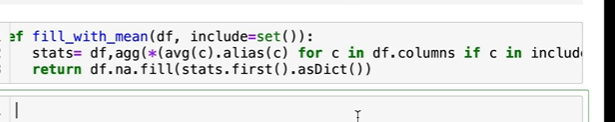 ef fill_with_mean(df, include=set()):
stats= df,agg(*(avg(c).alias(c) for c in df.columns if c in include
return df.na.fill(stats.first().asDict())